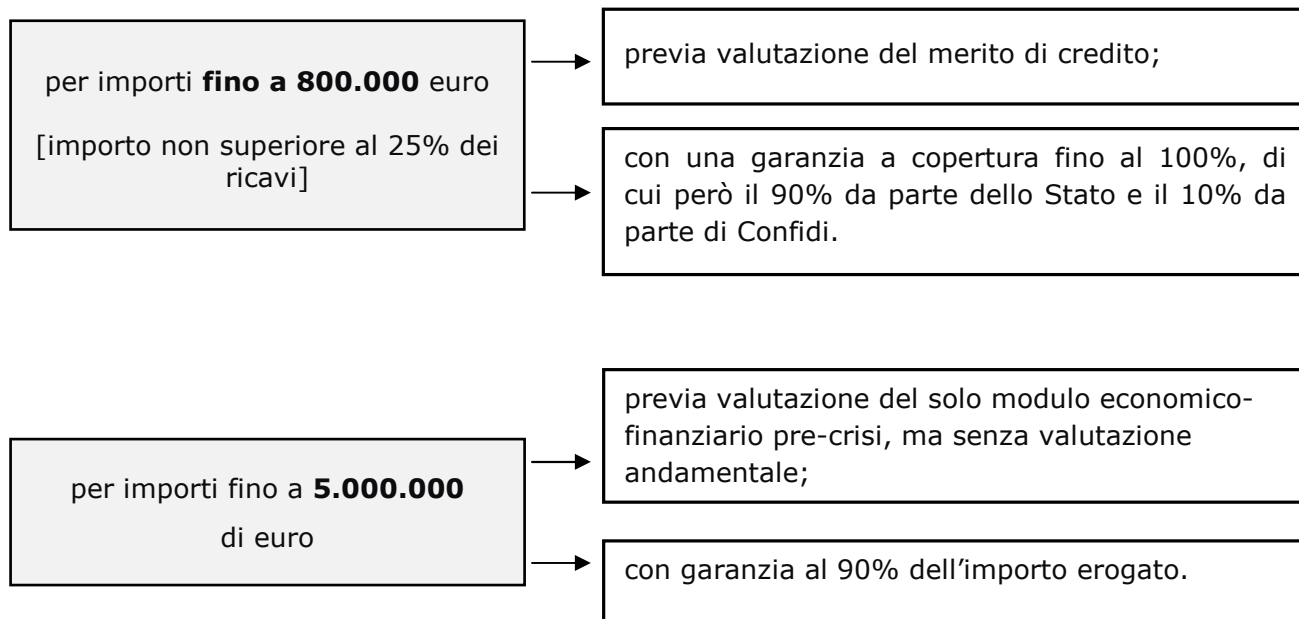 per importi fino a 800.000 euro
[importo non superiore al 25% dei
ricavi]
previa valutazione del merito di credito;
con una garanzia a copertura fino al 100%, di
cui però il 90% da parte dello Stato e il 10% da
parte di Confidi.
per importi fino a 5.000.000
di euro
previa valutazione del solo modulo economico-
finanziario pre-crisi, ma senza valutazione
andamentale;
con garanzia al 90% dell’importo erogato.